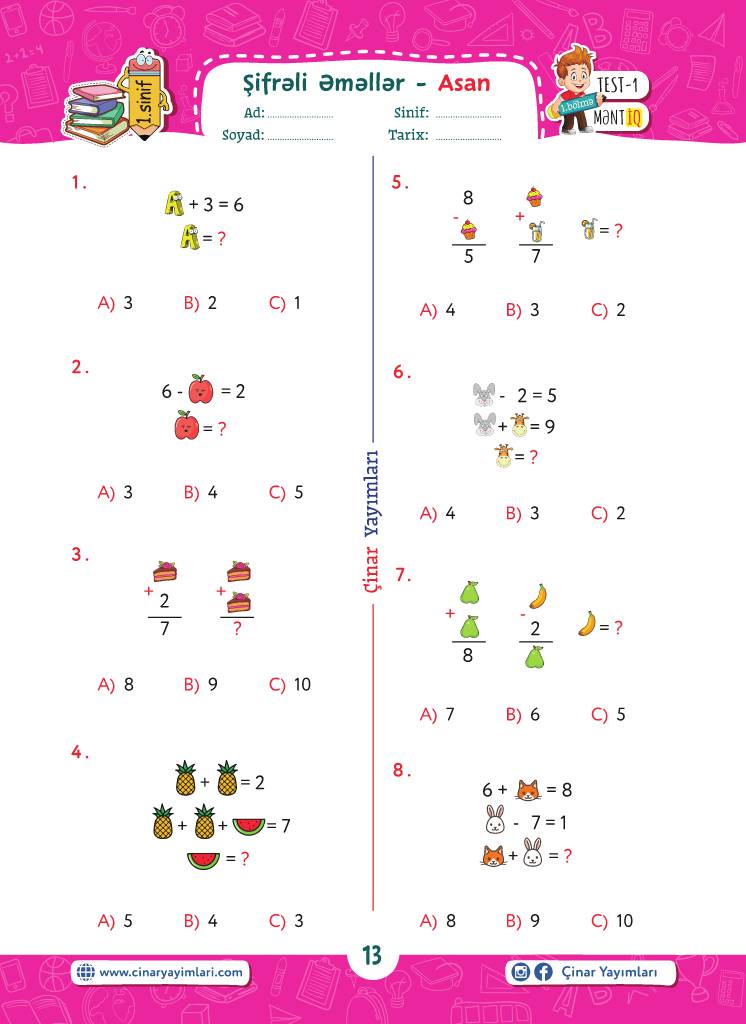 1.sinif
Şifrəli Əməllər - Asan
Ad: ........................
Sinif: ........................
Soyad: ........................
Tarix: ........................
1.bölmə
TEST-1
MƏNTİQ
1.
+ 3 = 6
= ?
A) 3 B) 2 C) 1
2.
6 - = 2
= ?
A) 3 B) 4 C) 5
3.
+
2
7
+
?
A) 8 B) 9 C) 10
4.
+ = 2
+ + = 7
= ?
A) 5 B) 4 C) 3
Çinar Yayımları
5.
8
-
5
+
7
= ?
A) 4 B) 3 C) 2
6.
- 2 = 5
+ = 9
= ?
A) 4 B) 3 C) 2
7.
+
8
-
2
= ?
A) 7 B) 6 C) 5
8.
6 + = 8
- 7 = 1
+ = ?
A) 8 B) 9 C) 10
www.cinaryayimlari.com
13
Çinar Yayımları